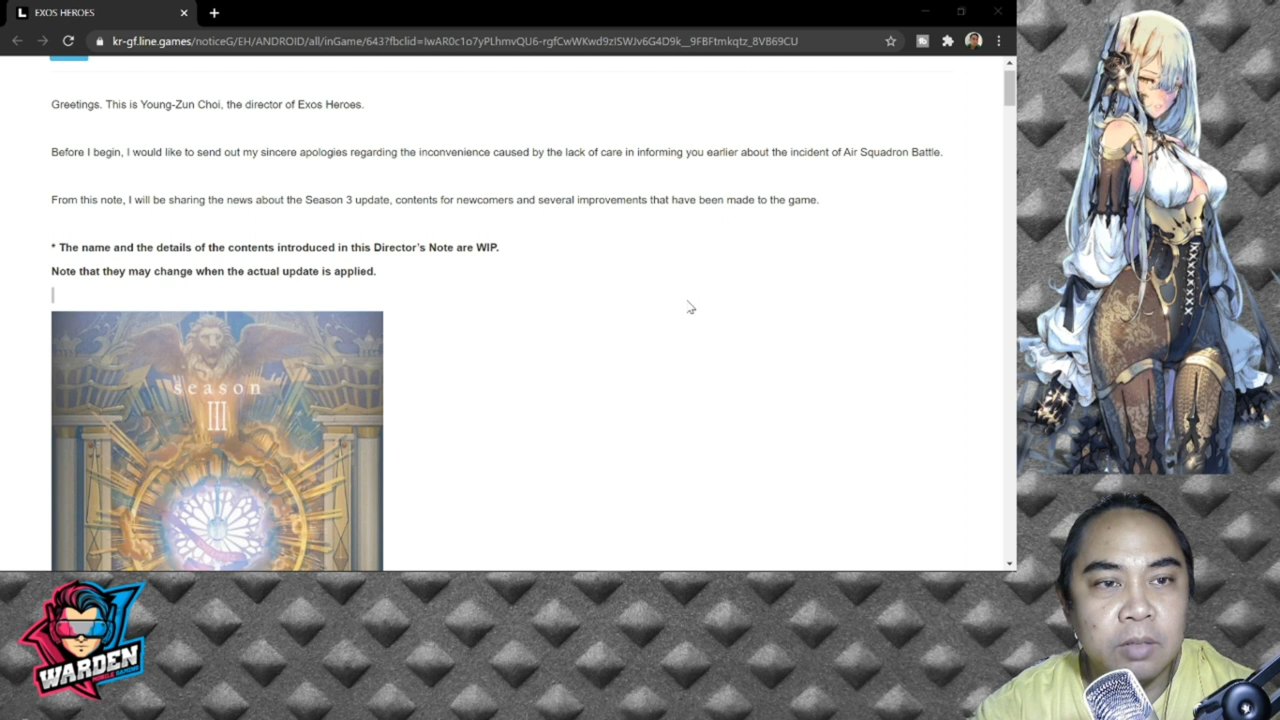 EXOS HEROES
kr-gf.line.games/noticeG/EH/ANDROID/all/inGame/643?fbclid=IwAR0c1o7yPLhmvQU6-rgfCwWKwd9zISWJv6G4D9k__9FBFtmkqtz_8VB69CU
Greetings. This is Young-Zun Choi, the director of Exos Heroes.
Before I begin, I would like to send out my sincere apologies regarding the inconvenience caused by the lack of care in informing you earlier about the incident of Air Squadron Battle.
From this note, I will be sharing the news about the Season 3 update, contents for newcomers and several improvements that have been made to the game.
* The name and the details of the contents introduced in this Director's Note are WIP.
Note that they may change when the actual update is applied.
season
III
WARDEN
MOBILE GAMING